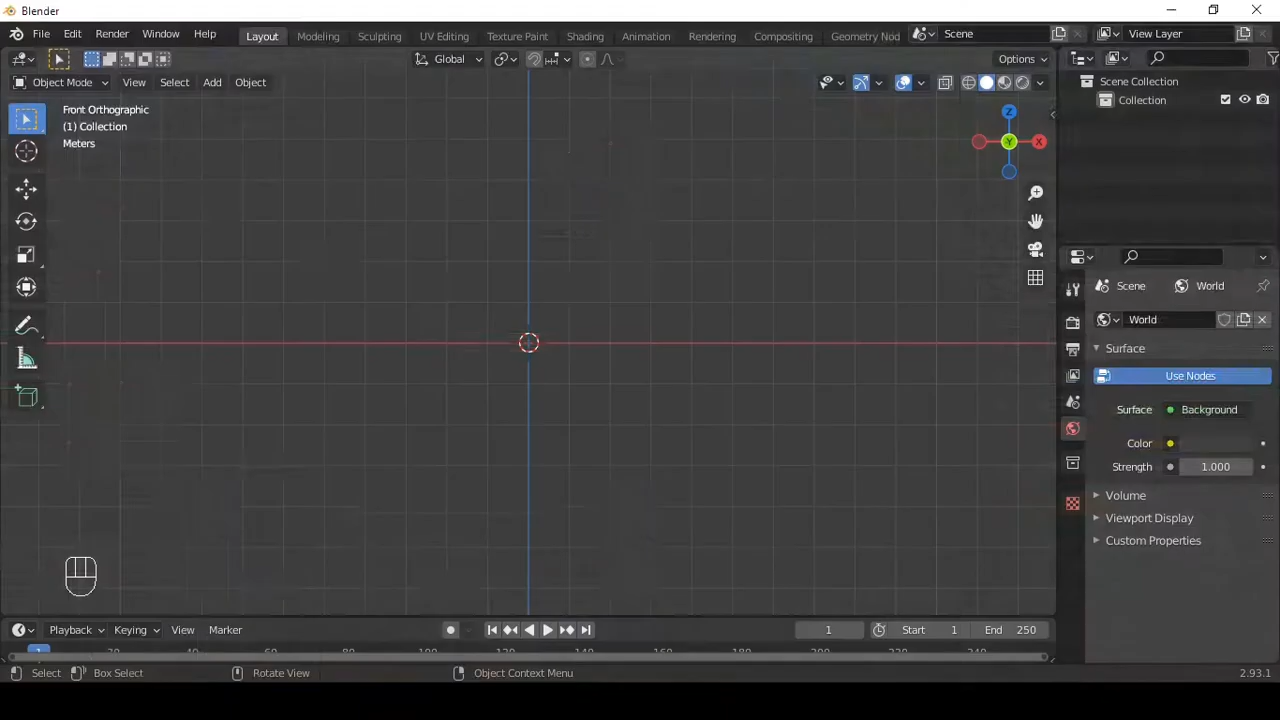 Blender
File Edit Render Window Help Layout Modeling Sculpting UV Editing Texture Paint Shading Animation Rendering Compositing Geometry Nod Scene View Layer
Global Options
Object Mode View Select Add Object
Scene Collection
Collection
Front Orthographic
(1) Collection
Meters
Z
Y
X
Scene World
World
Surface
Use Nodes
Surface Background
Color
Strength 1.000
Volume
Viewport Display
Custom Properties
Playback Keying View Marker 1 Start 1 End 250
Select Box Select Rotate View Object Context Menu 2.93.1